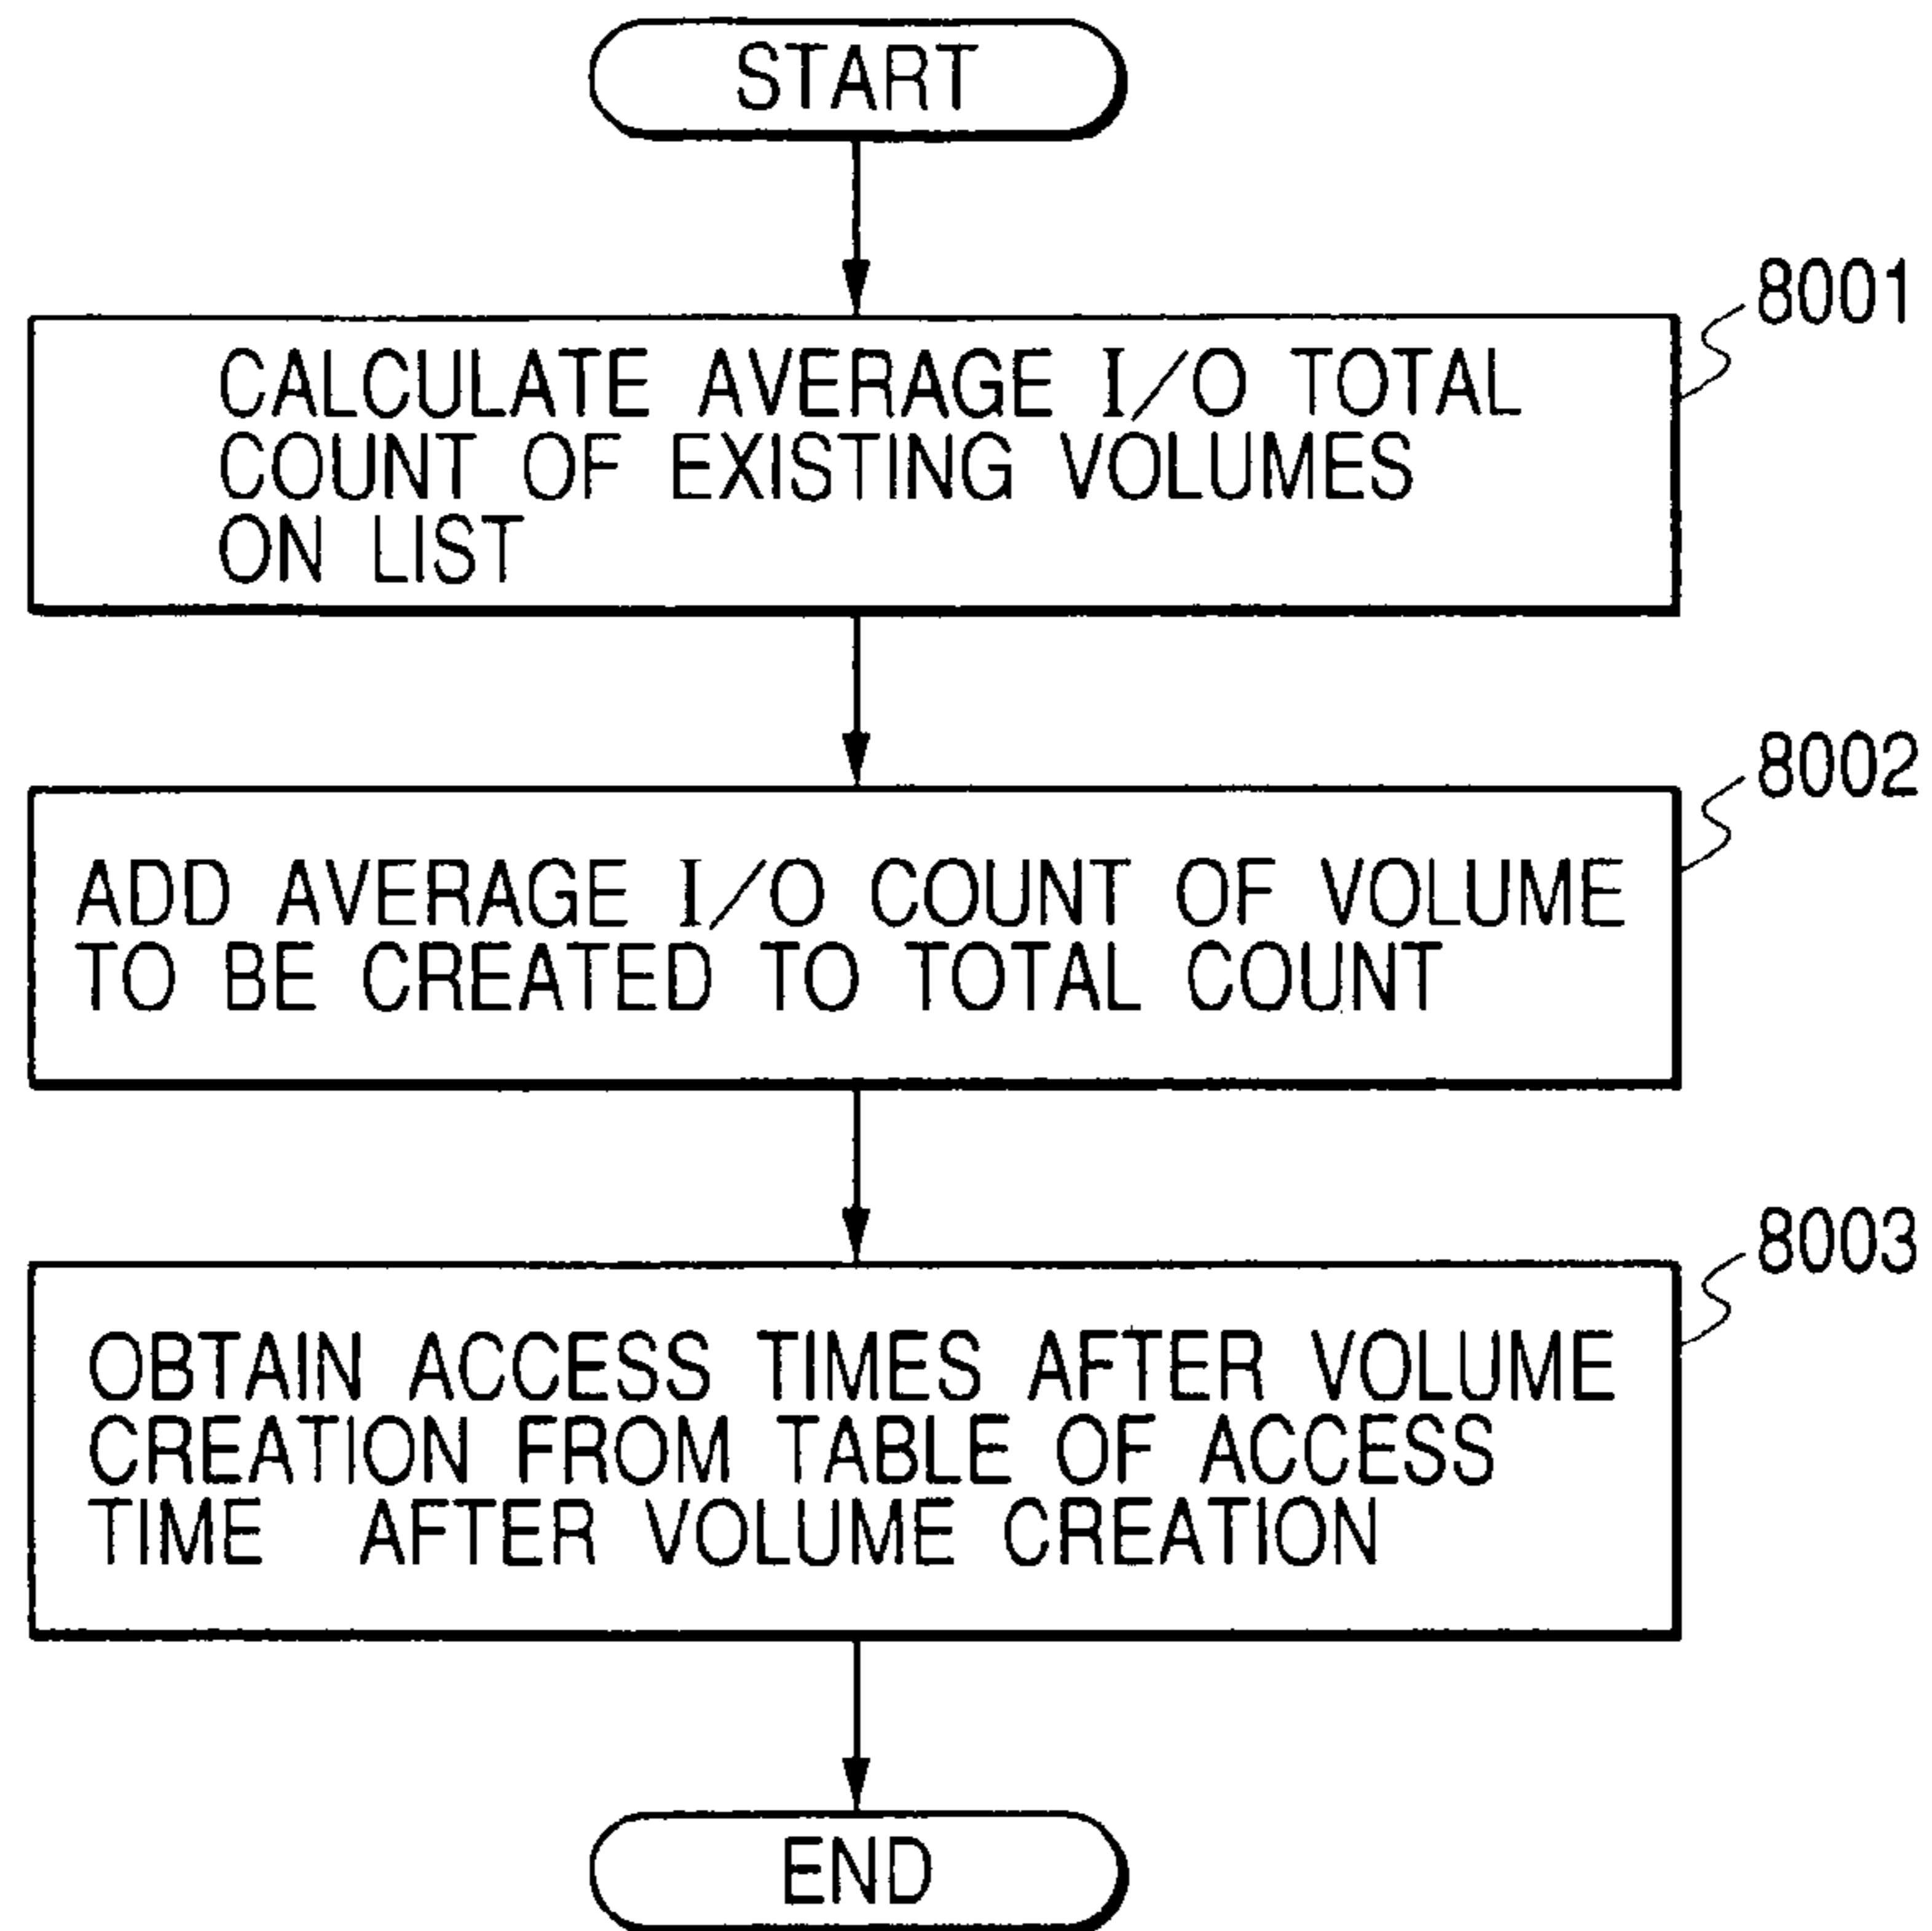 START
8001
CALCULATE AVERAGE I/O TOTAL
COUNT OF EXISTING VOLUMES
ON LIST
8002
ADD AVERAGE I/O COUNT OF VOLUME
TO BE CREATED TO TOTAL COUNT
8003
OBTAIN ACCESS TIMES AFTER VOLUME
CREATION FROM TABLE OF ACCESS
TIME AFTER VOLUME CREATION
END